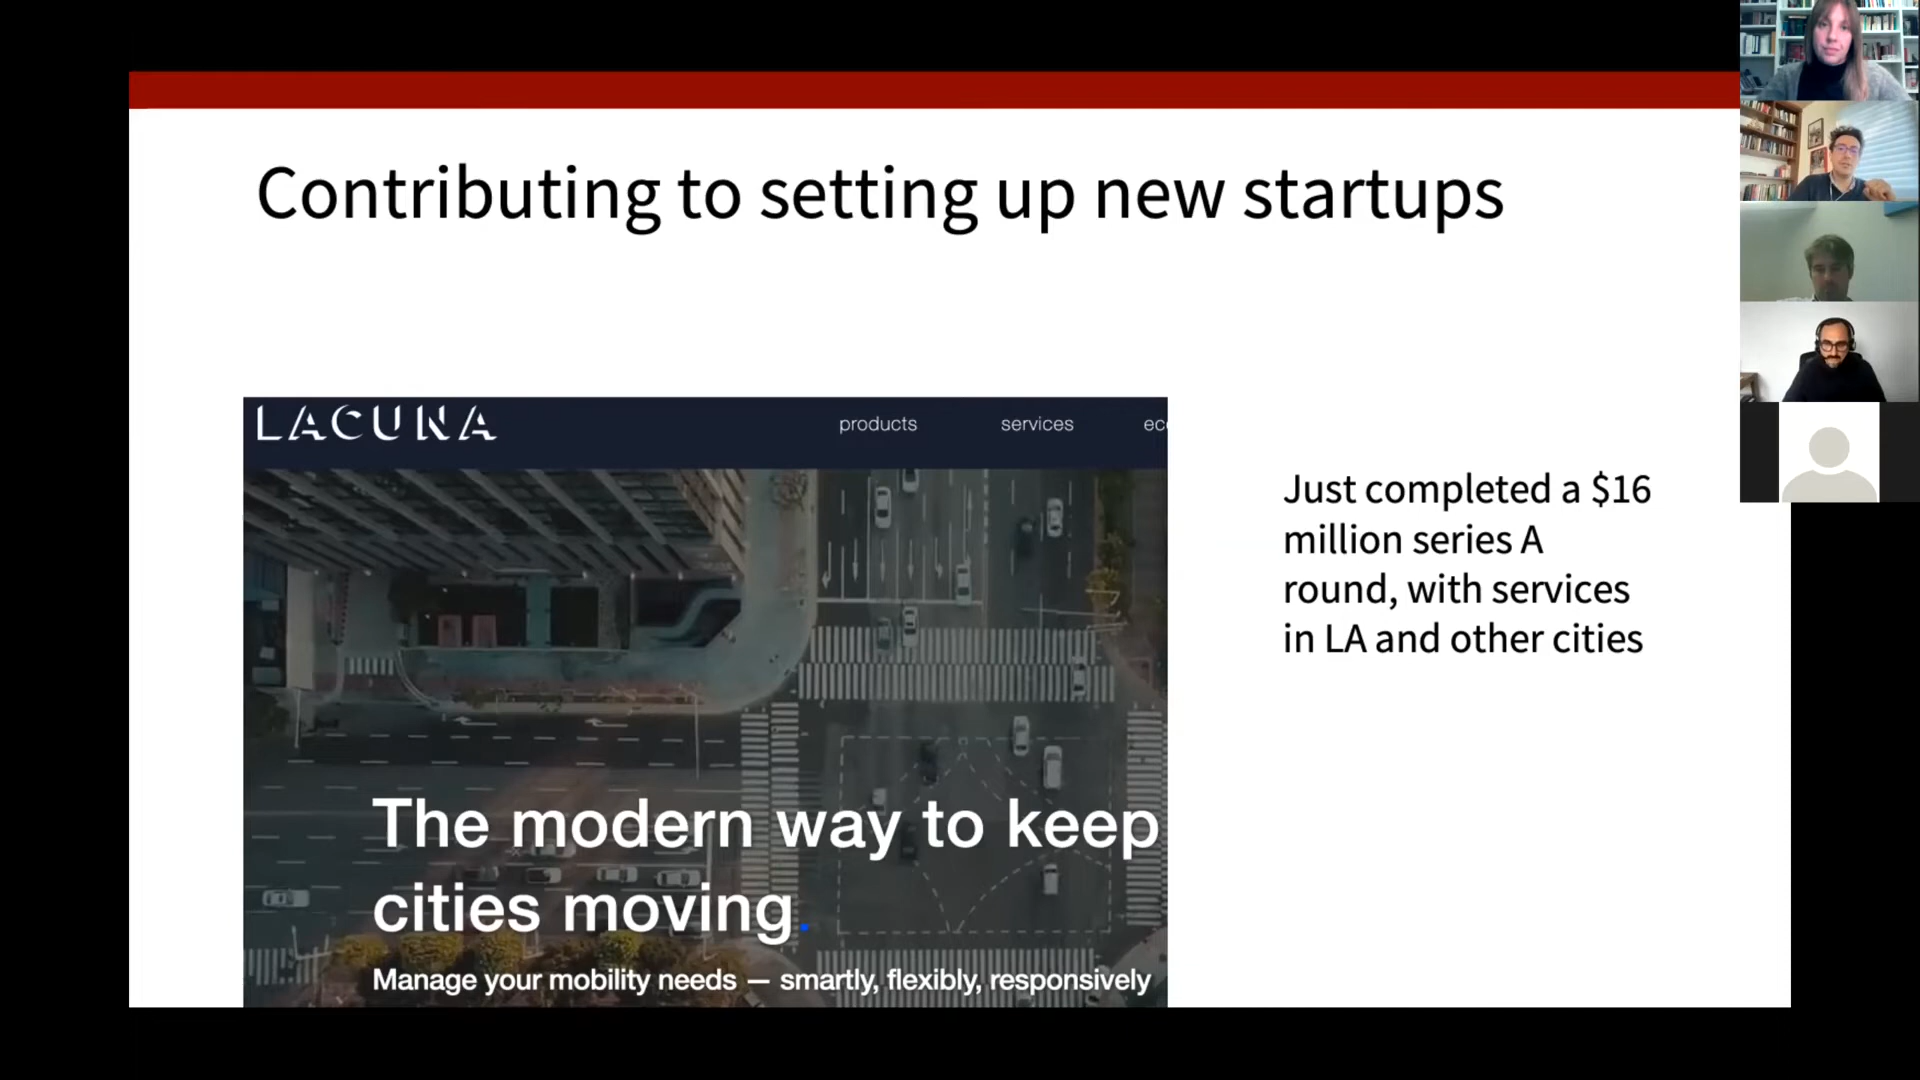 Contributing to setting up new startups
LACUNA
products services ec
The modern way to keep
cities moving.
Manage your mobility needs — smartly, flexibly, responsively
Just completed a $16
million series A
round, with services
in LA and other cities